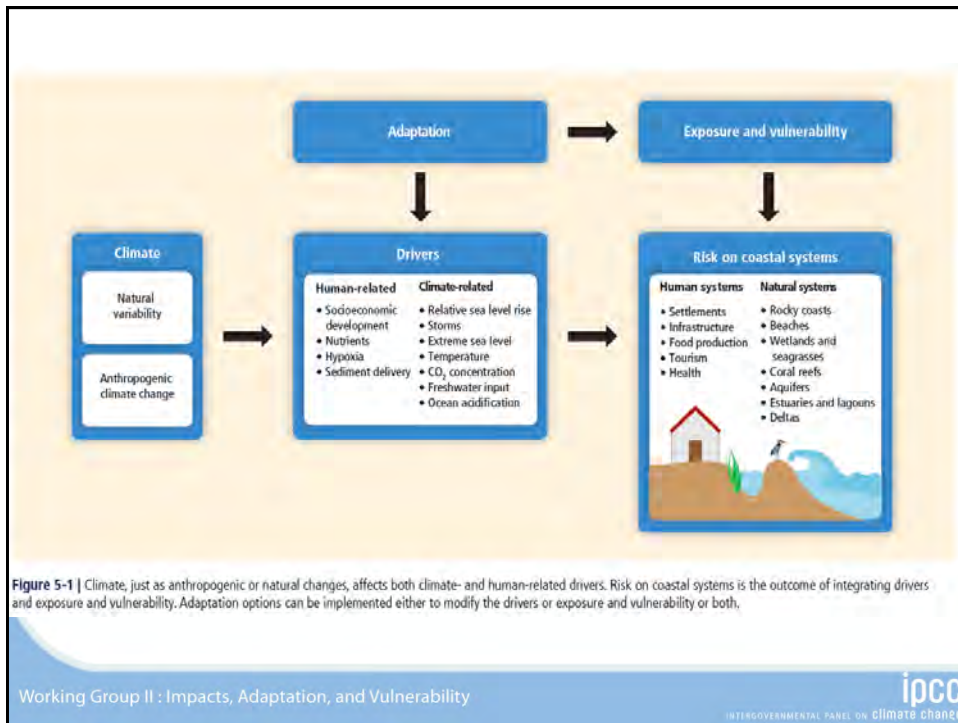 Adaptation
Exposure and vulnerability
Climate
Natural
variability
Anthropogenic
climate change
Drivers
Human-related
• Socioeconomic
development
• Nutrients
• Hypoxia
• Sediment delivery
Climate-related
• Relative sea level rise
• Storms
• Extreme sea level
• Temperature
• CO₂ concentration
• Freshwater input
• Ocean acidification
Risk on coastal systems
Human systems
• Settlements
• Infrastructure
• Food production
• Tourism
• Health
Natural systems
• Rocky coasts
• Beaches
• Wetlands and
seagrasses
• Coral reefs
• Aquifers
• Estuaries and lagoons
• Deltas
Figure 5-1 | Climate, just as anthropogenic or natural changes, affects both climate- and human-related drivers. Risk on coastal systems is the outcome of integrating drivers
and exposure and vulnerability. Adaptation options can be implemented either to modify the drivers or exposure and vulnerability or both.
Working Group II : Impacts, Adaptation, and Vulnerability
ipcc
INTERGOVERNMENTAL PANEL ON climate change